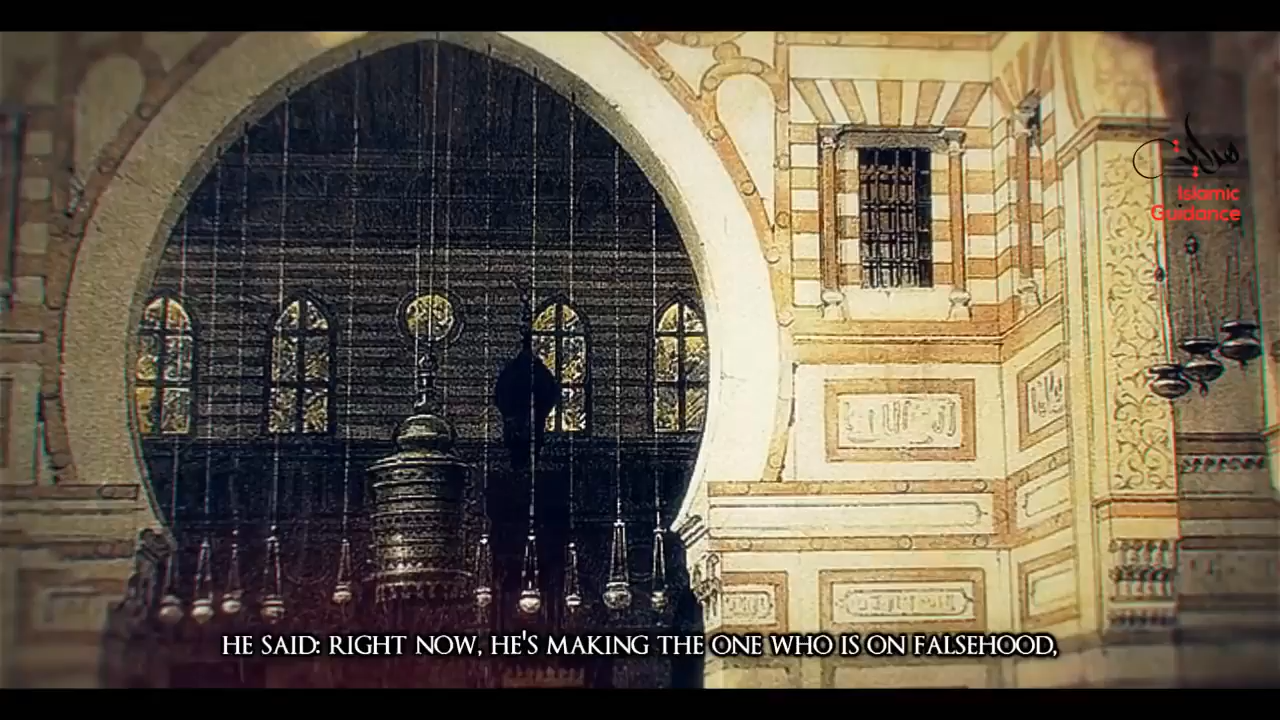 هداية
Islamic
Guidance
HE SAID: RIGHT NOW, HE'S MAKING THE ONE WHO IS ON FALSEHOOD,